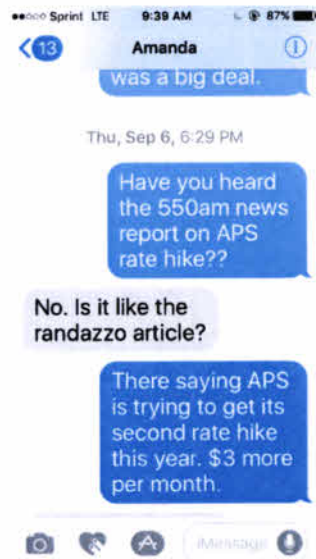 Sprint LTE 9:39 AM 87%
13 Amanda
was a big deal.
Thu, Sep 6, 6:29 PM
Have you heard
the 550am news
report on APS
rate hike??
No. Is it like the
randazzo article?
There saying APS
is trying to get its
second rate hike
this year. $3 more
per month.
iMessage